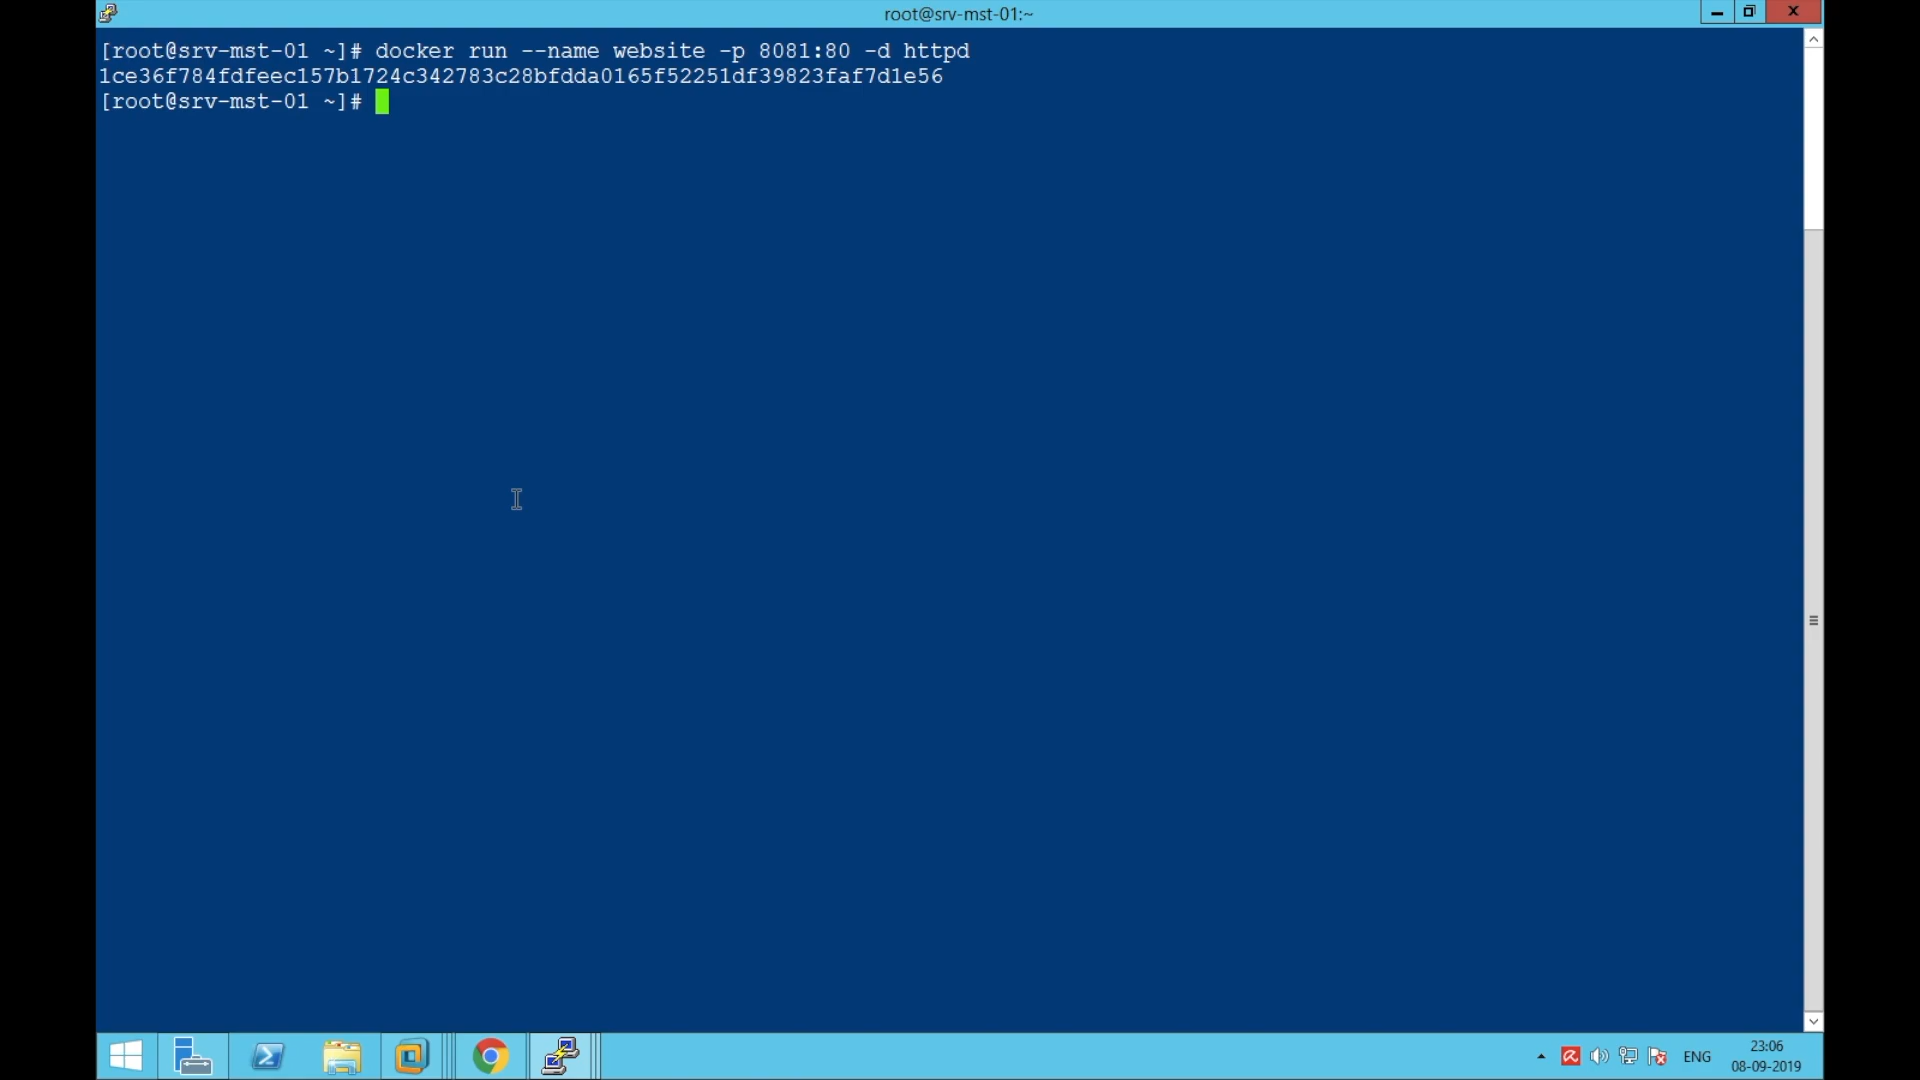 root@srv-mst-01:~
[root@srv-mst-01 ~]# docker run --name website -p 8081:80 -d httpd
1ce36f784fdfeec157b1724c342783c28bfdda0165f52251df39823faf7d1e56
[root@srv-mst-01 ~]#
ENG
23:06
08-09-2019